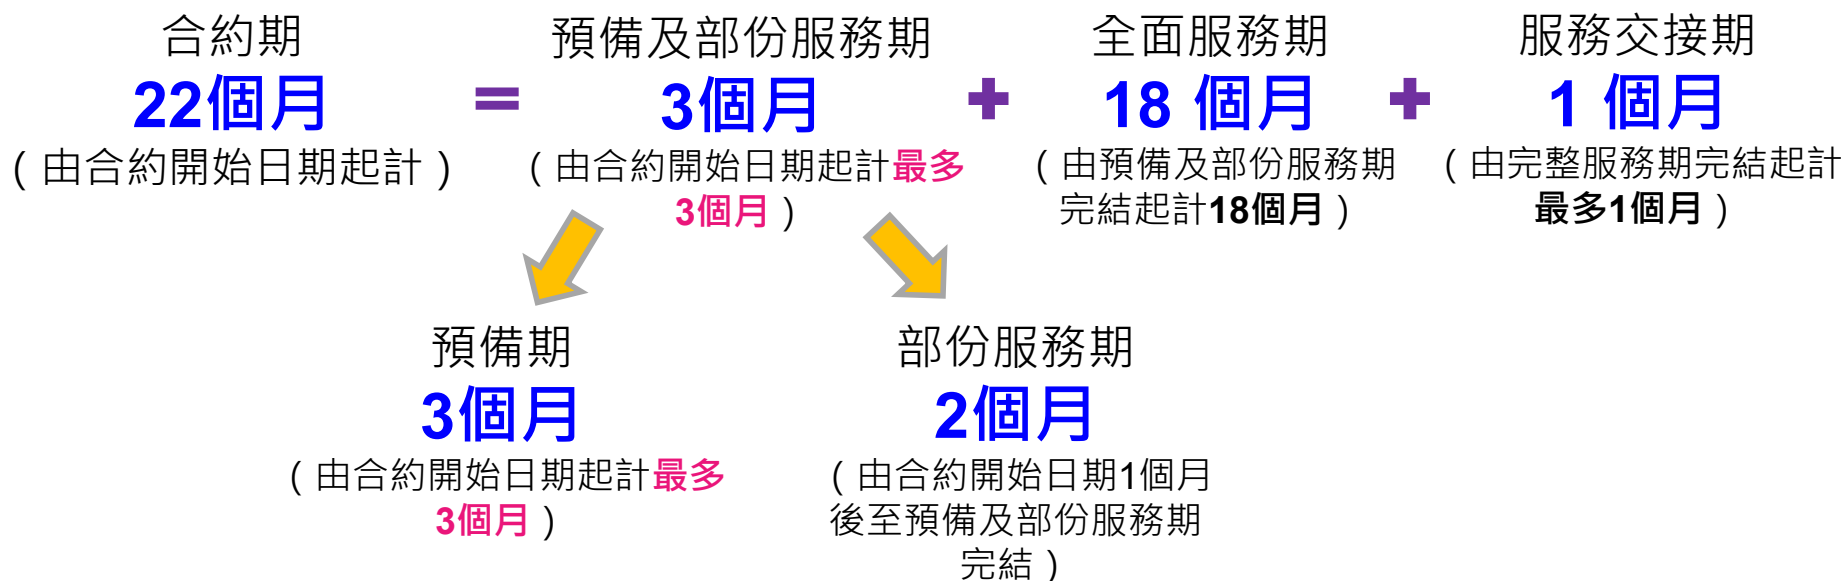 合約期
22個月
（由合約開始日期起計）
=
預備及部份服務期
3個月
（由合約開始日期起計最多
3個月）
+
全面服務期
18 個月
（由預備及部份服務期
完結起計18個月）
+
服務交接期
1 個月
（由完整服務期完結起計
最多1個月）
預備期
3個月
（由合約開始日期起計最多
3個月）
部份服務期
2個月
（由合約開始日期1個月
後至預備及部份服務期
完結）